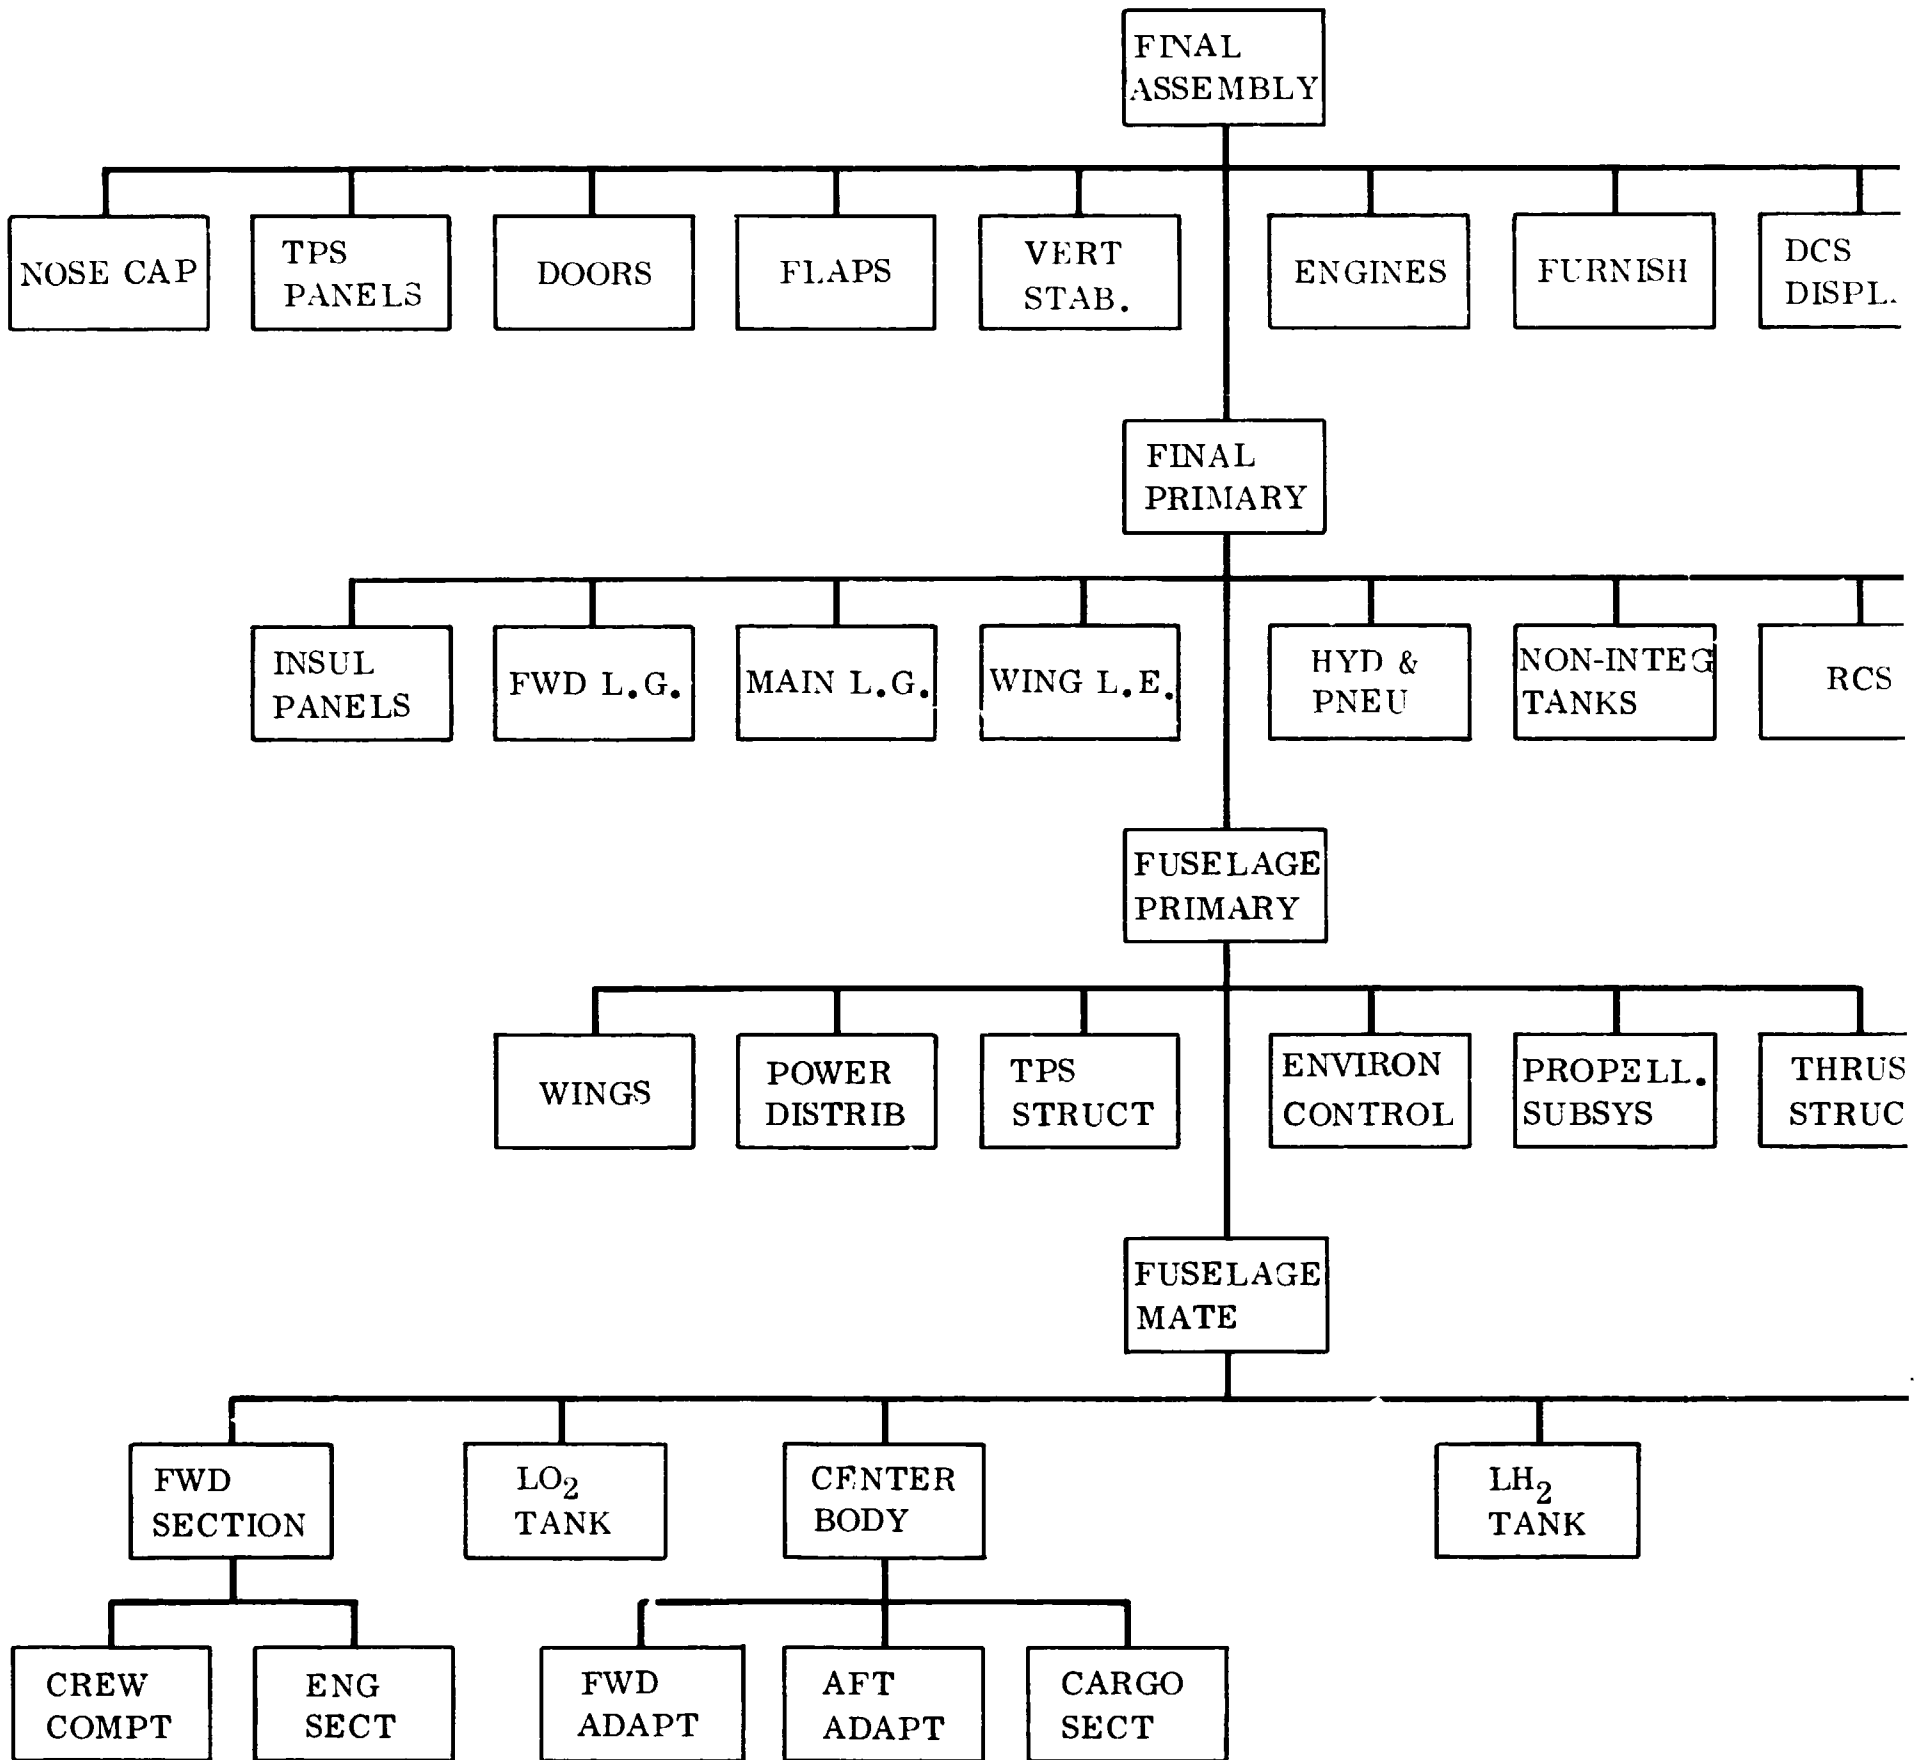 FINAL
ASSEMBLY
NOSE CAP
TPS
PANELS
DOORS
FLAPS
VERT
STAB.
ENGINES
FURNISH
DCS
DISPL.
FINAL
PRIMARY
INSUL
PANELS
FWD L.G.
MAIN L.G.
WING L.E.
HYD &
PNEU
NON-INTEG
TANKS
RCS
FUSELAGE
PRIMARY
WINGS
POWER
DISTRIB
TPS
STRUCT
ENVIRON
CONTROL
PROPELL.
SUBSYS
THRUS
STRUC
FUSELAGE
MATE
FWD
SECTION
LO₂
TANK
CENTER
BODY
LH₂
TANK
CREW
COMPT
ENG
SECT
FWD
ADAPT
AFT
ADAPT
CARGO
SECT